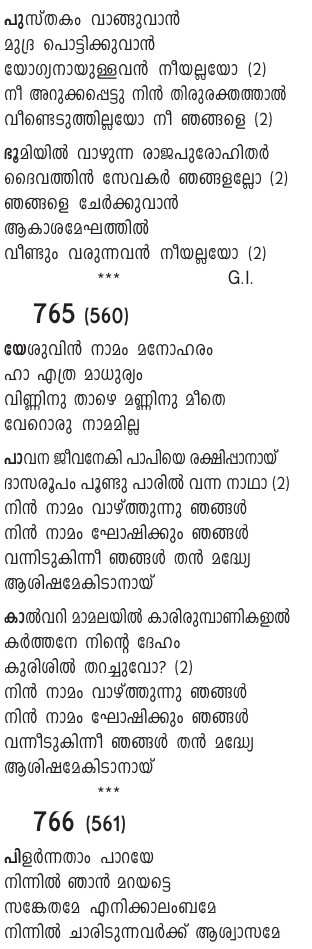 പുസ്തകം വാങ്ങുവാൻ
മുദ്ര പൊട്ടിക്കുവാൻ
യോഗ്യനായുള്ളവൻ നീയല്ലയോ (2)
നീ അറുക്കപ്പെട്ടു നിൻ തിരുരക്തത്താൽ
വീണ്ടെടുത്തില്ലയോ നീ ഞങ്ങളെ (2)
ഭൂമിയിൽ വാഴുന്ന രാജപുരോഹിതർ
ദൈവത്തിൻ സേവകർ ഞങ്ങളല്ലോ (2)
ഞങ്ങളെ ചേർക്കുവാൻ
ആകാശമേഘത്തിൽ
വീണ്ടും വരുന്നവൻ നീയല്ലയോ (2)
*** G.I.
765 (560)
യേശുവിൻ നാമം മനോഹരം
ഹാ എത്ര മാധുര്യം
വിണ്ണിനു താഴെ മണ്ണിനു മീതെ
വേറൊരു നാമമില്ല
പാവന ജീവനേകി പാപിയെ രക്ഷിപ്പാനായ്
ദാസരൂപം പൂണ്ടു പാരിൽ വന്ന നാഥാ (2)
നിൻ നാമം വാഴ്ത്തുന്നു ഞങ്ങൾ
നിൻ നാമം ഘോഷിക്കും ഞങ്ങൾ
വന്നിടുകിന്നീ ഞങ്ങൾ തൻ മദ്ധ്യേ
ആശിഷമേകിടാനായ്
കാൽവറി മാമലയിൽ കാരിരുമ്പാണികളാൽ
കർത്തനേ നിന്റെ ദേഹം
കുരിശിൽ തറച്ചുവോ? (2)
നിൻ നാമം വാഴ്ത്തുന്നു ഞങ്ങൾ
നിൻ നാമം ഘോഷിക്കും ഞങ്ങൾ
വന്നീടുകിന്നീ ഞങ്ങൾ തൻ മദ്ധ്യേ
ആശിഷമേകിടാനായ്
***
766 (561)
പിളർന്നതാം പാറയേ
നിന്നിൽ ഞാൻ മറയട്ടെ
സങ്കേതമേ എനിക്കാലംബമേ
നിന്നിൽ ചാരിടുന്നവർക്ക് ആശ്വാസമേ